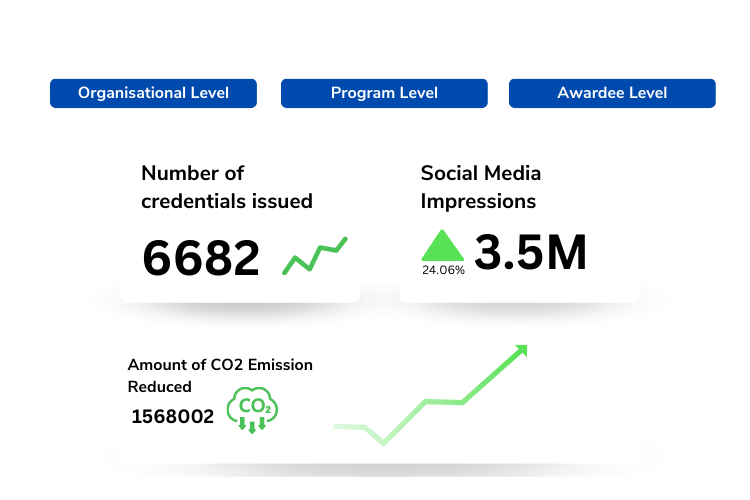 Organisational Level
Program Level
Awardee Level
Number of
credentials issued
6682
Social Media
Impressions
24.06%
3.5M
Amount of CO2 Emission
Reduced
1568002
CO2